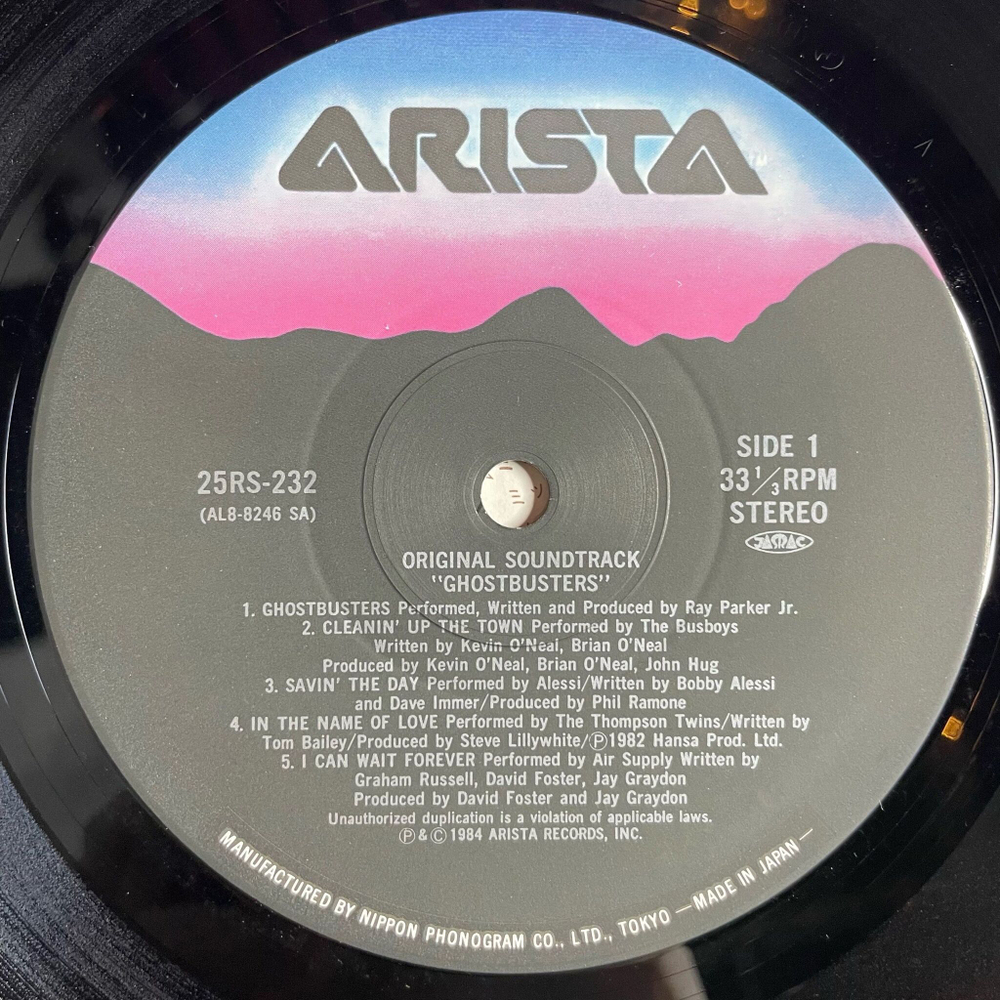 ARISTA
25RS-232
(AL8-8246 SA)
SIDE 1
33 1/3 RPM
STEREO
JASRAC
ORIGINAL SOUNDTRACK
"GHOSTBUSTERS"
1. GHOSTBUSTERS Performed, Written and Produced by Ray Parker Jr.
2. CLEANIN' UP THE TOWN Performed by The Busboys
Written by Kevin O'Neal, Brian O'Neal
Produced by Kevin O'Neal, Brian O'Neal, John Hug
3. SAVIN' THE DAY Performed by Alessi/Written by Bobby Alessi
and Dave Immer/Produced by Phil Ramone
4. IN THE NAME OF LOVE Performed by The Thompson Twins/Written by
Tom Bailey/Produced by Steve Lillywhite/Ⓟ1982 Hansa Prod. Ltd.
5. I CAN WAIT FOREVER Performed by Air Supply Written by
Graham Russell, David Foster, Jay Graydon
Produced by David Foster and Jay Graydon
Unauthorized duplication is a violation of applicable laws.
Ⓟ&Ⓒ1984 ARISTA RECORDS, INC.
MANUFACTURED BY NIPPON PHONOGRAM CO., LTD., TOKYO —MADE IN JAPAN—